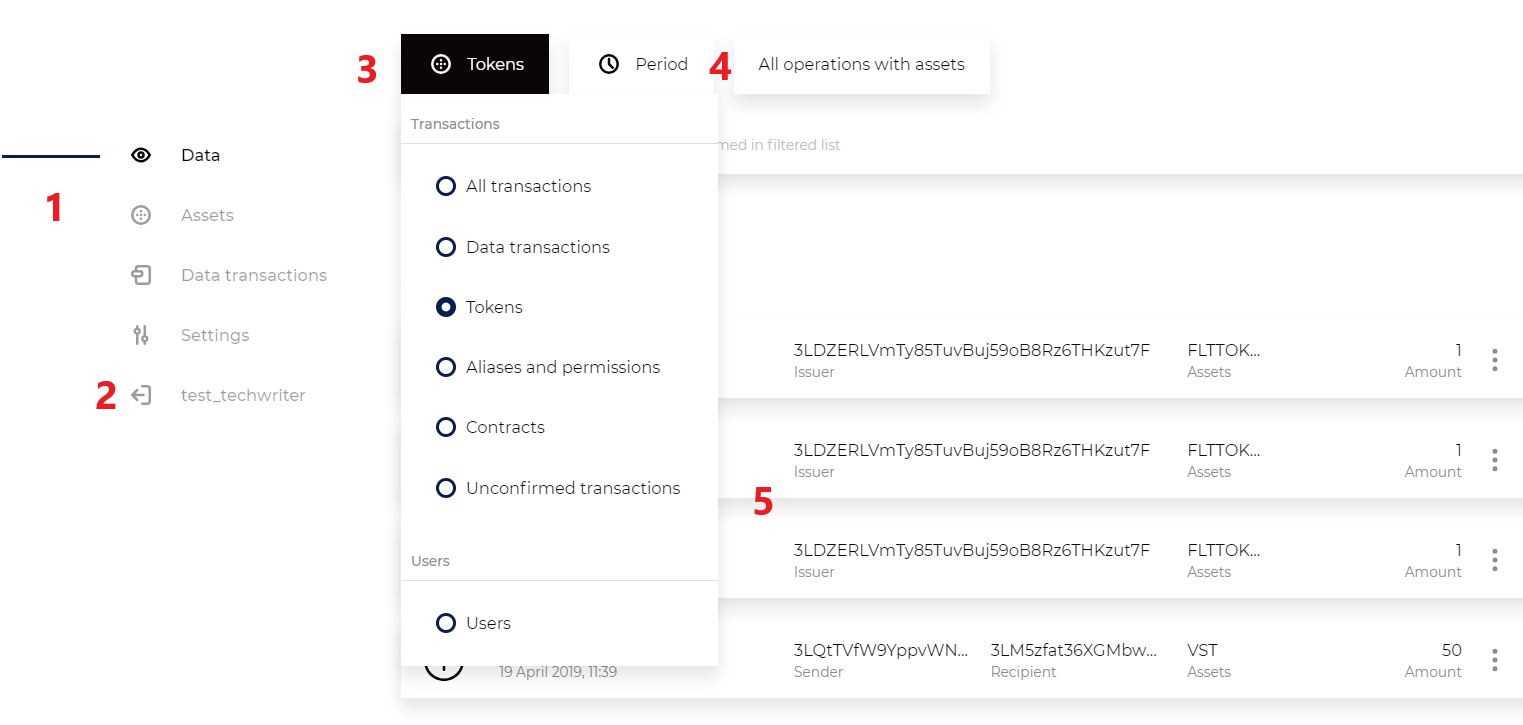 3
Tokens
Period
4
All operations with assets
1
Data
Assets
Data transactions
Settings
2
test_techwriter
Transactions
All transactions
Data transactions
Tokens
Aliases and permissions
Contracts
Unconfirmed transactions
Users
Users
in filtered list
3LDZERLVmTy85TuvBuj59oB8Rz6THKzut7F FLTTOK... 1
Issuer Assets Amount
3LDZERLVmTy85TuvBuj59oB8Rz6THKzut7F FLTTOK... 1
Issuer Assets Amount
5
3LDZERLVmTy85TuvBuj59oB8Rz6THKzut7F FLTTOK... 1
Issuer Assets Amount
3LQtTVfW9YppvWN... 3LM5zfat36XGMbw... VST 50
19 April 2019, 11:39 Sender Recipient Assets Amount